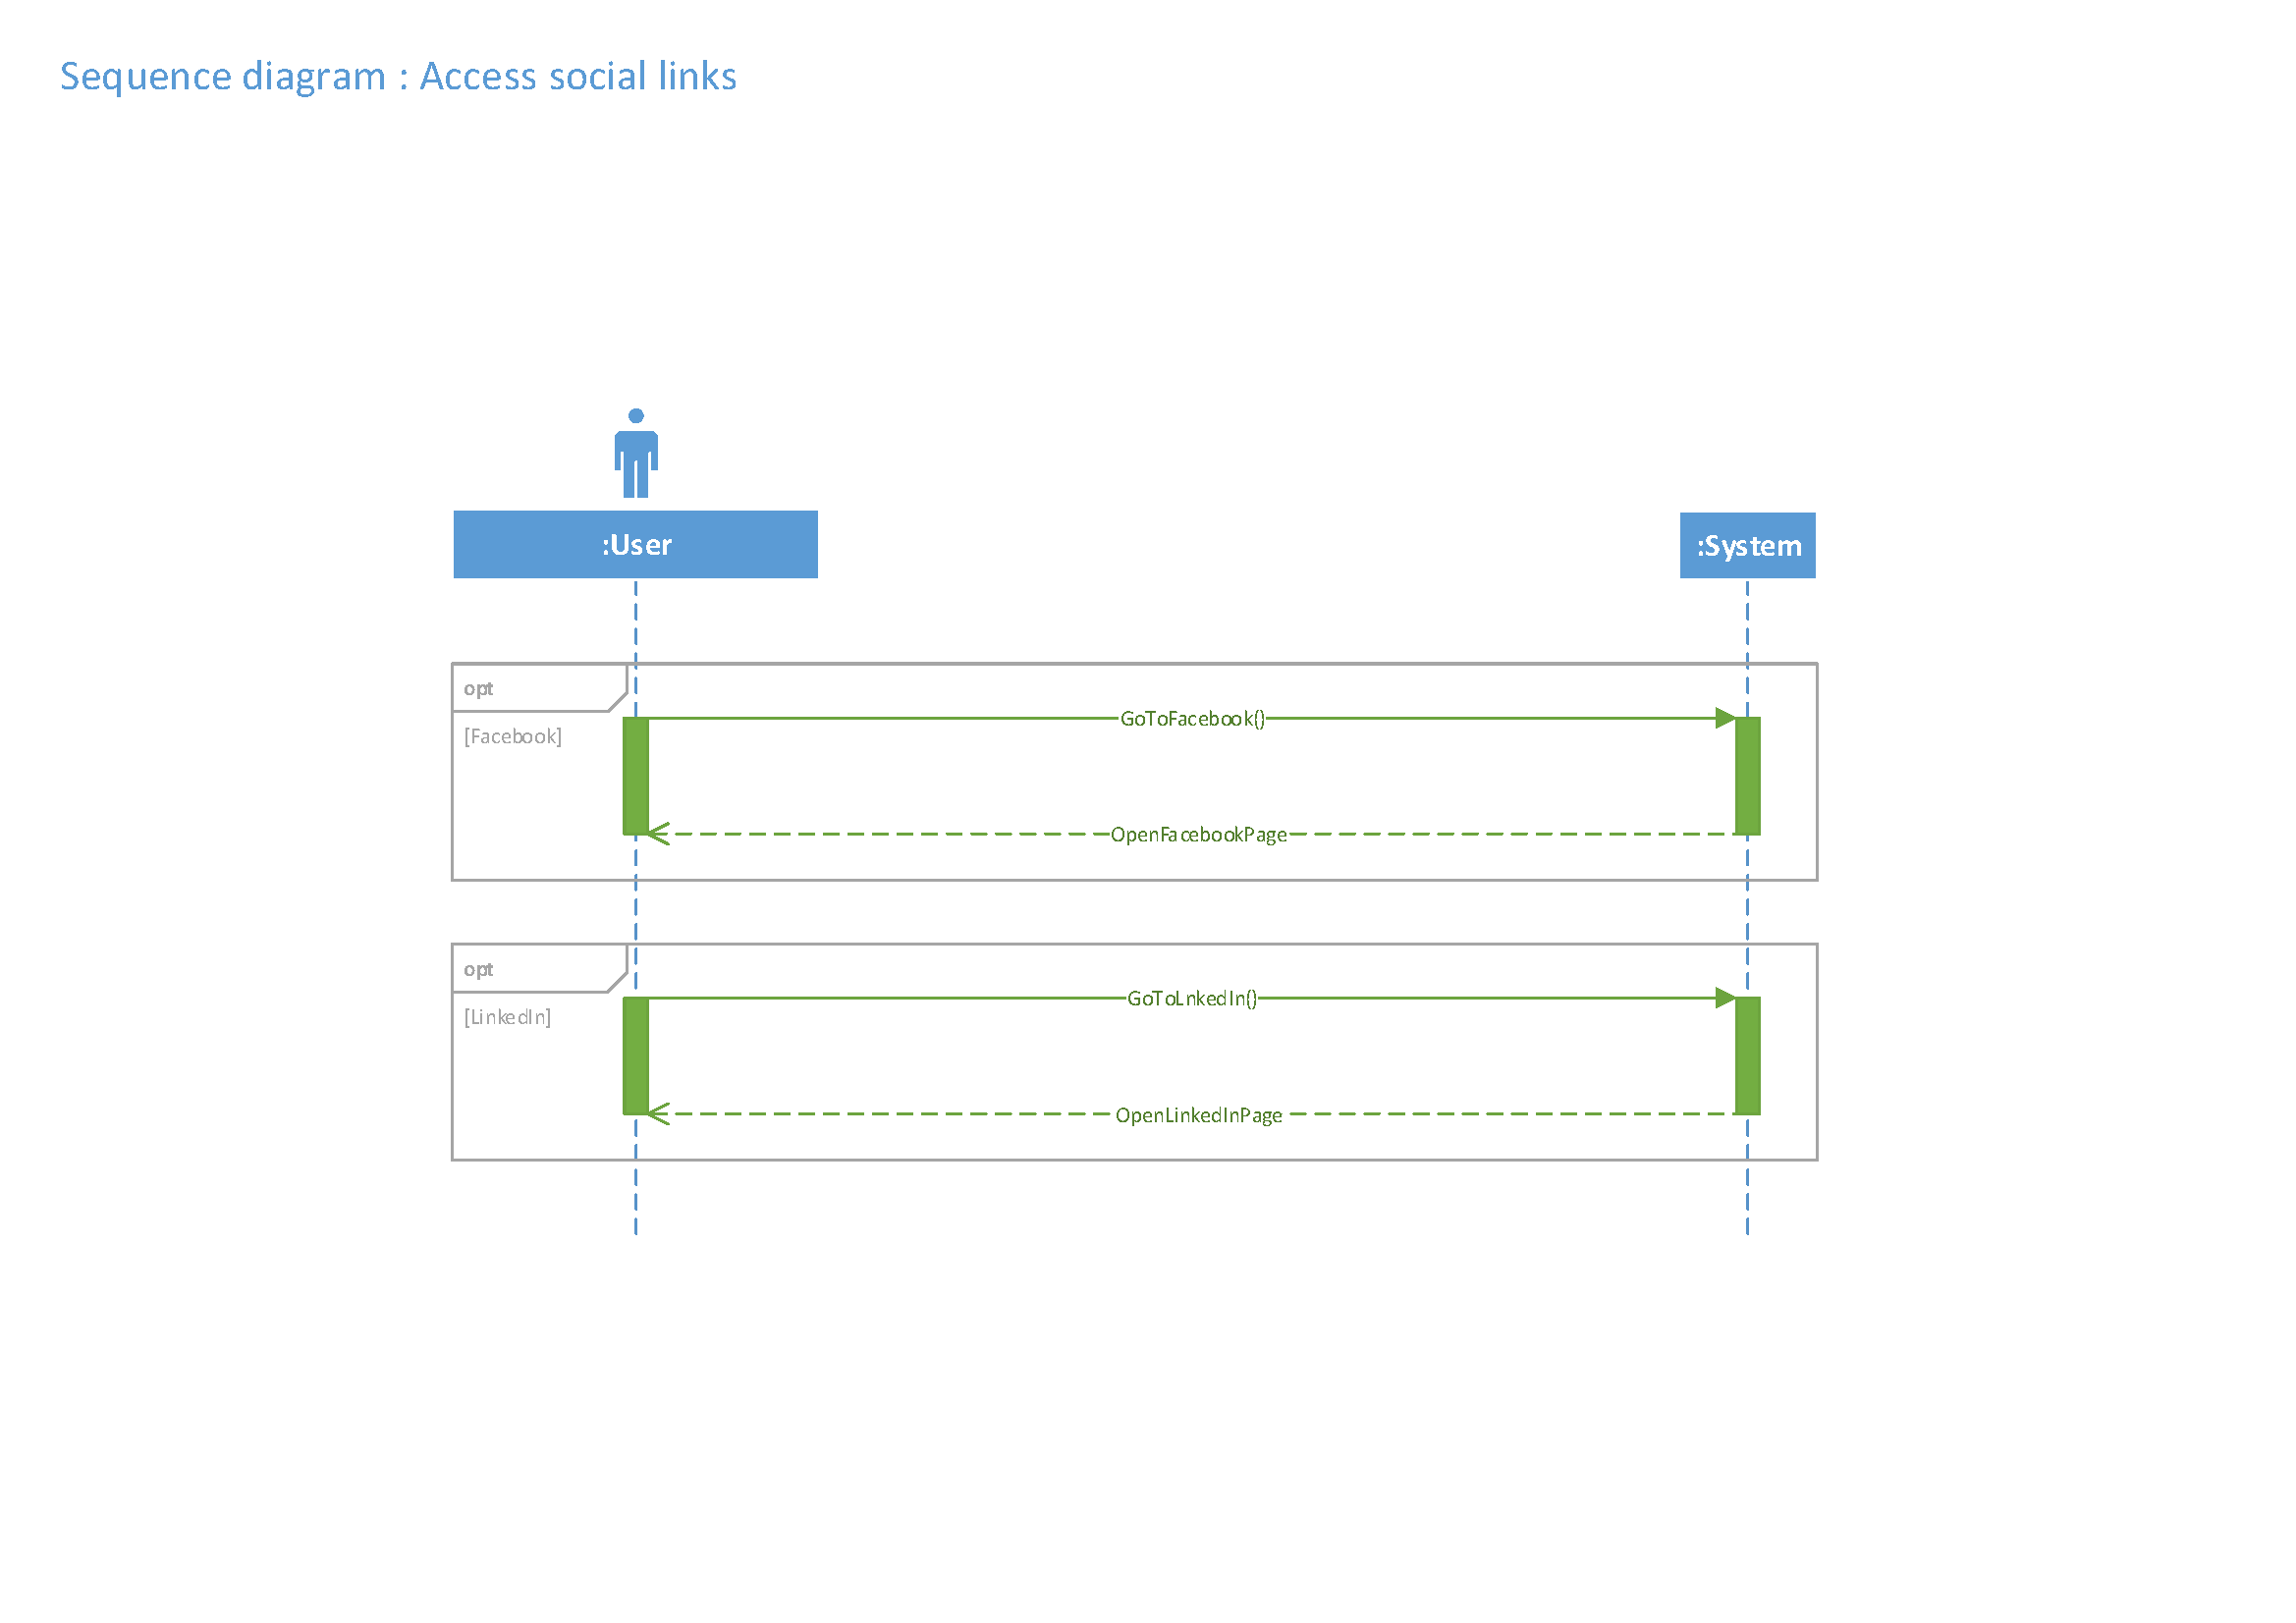 Sequence diagram : Access social links
:User
:System
opt
GoToFacebook()
[Facebook]
OpenFacebookPage
opt
GoToLnkedIn()
[LinkedIn]
OpenLinkedInPage